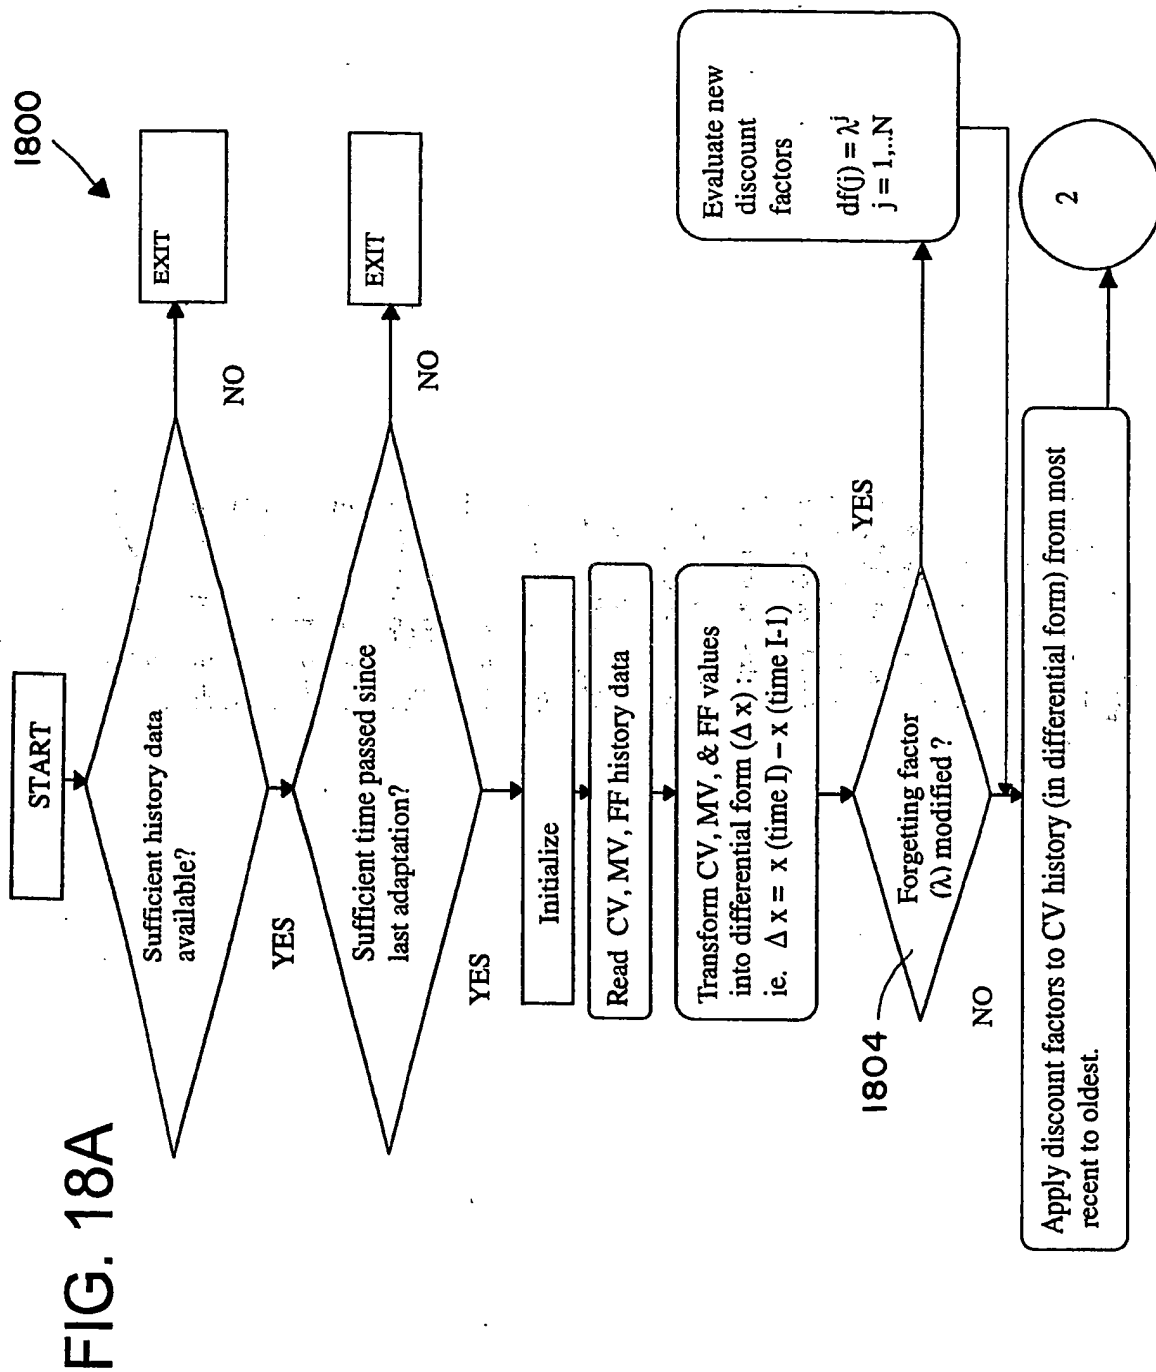 FIG. 18A
1800
START
Sufficient history data
available?
NO
EXIT
YES
Sufficient time passed since
last adaptation?
NO
EXIT
YES
Initialize
Read CV, MV, FF history data
Transform CV, MV, & FF values
into differential form (Δ x) :
ie. Δ x = x (time I) – x (time I-1)
1804
Forgetting factor
(λ) modified ?
YES
Evaluate new
discount
factors
df(j) = λ^j
j = 1,..N
NO
Apply discount factors to CV history (in differential form) from most
recent to oldest.
2